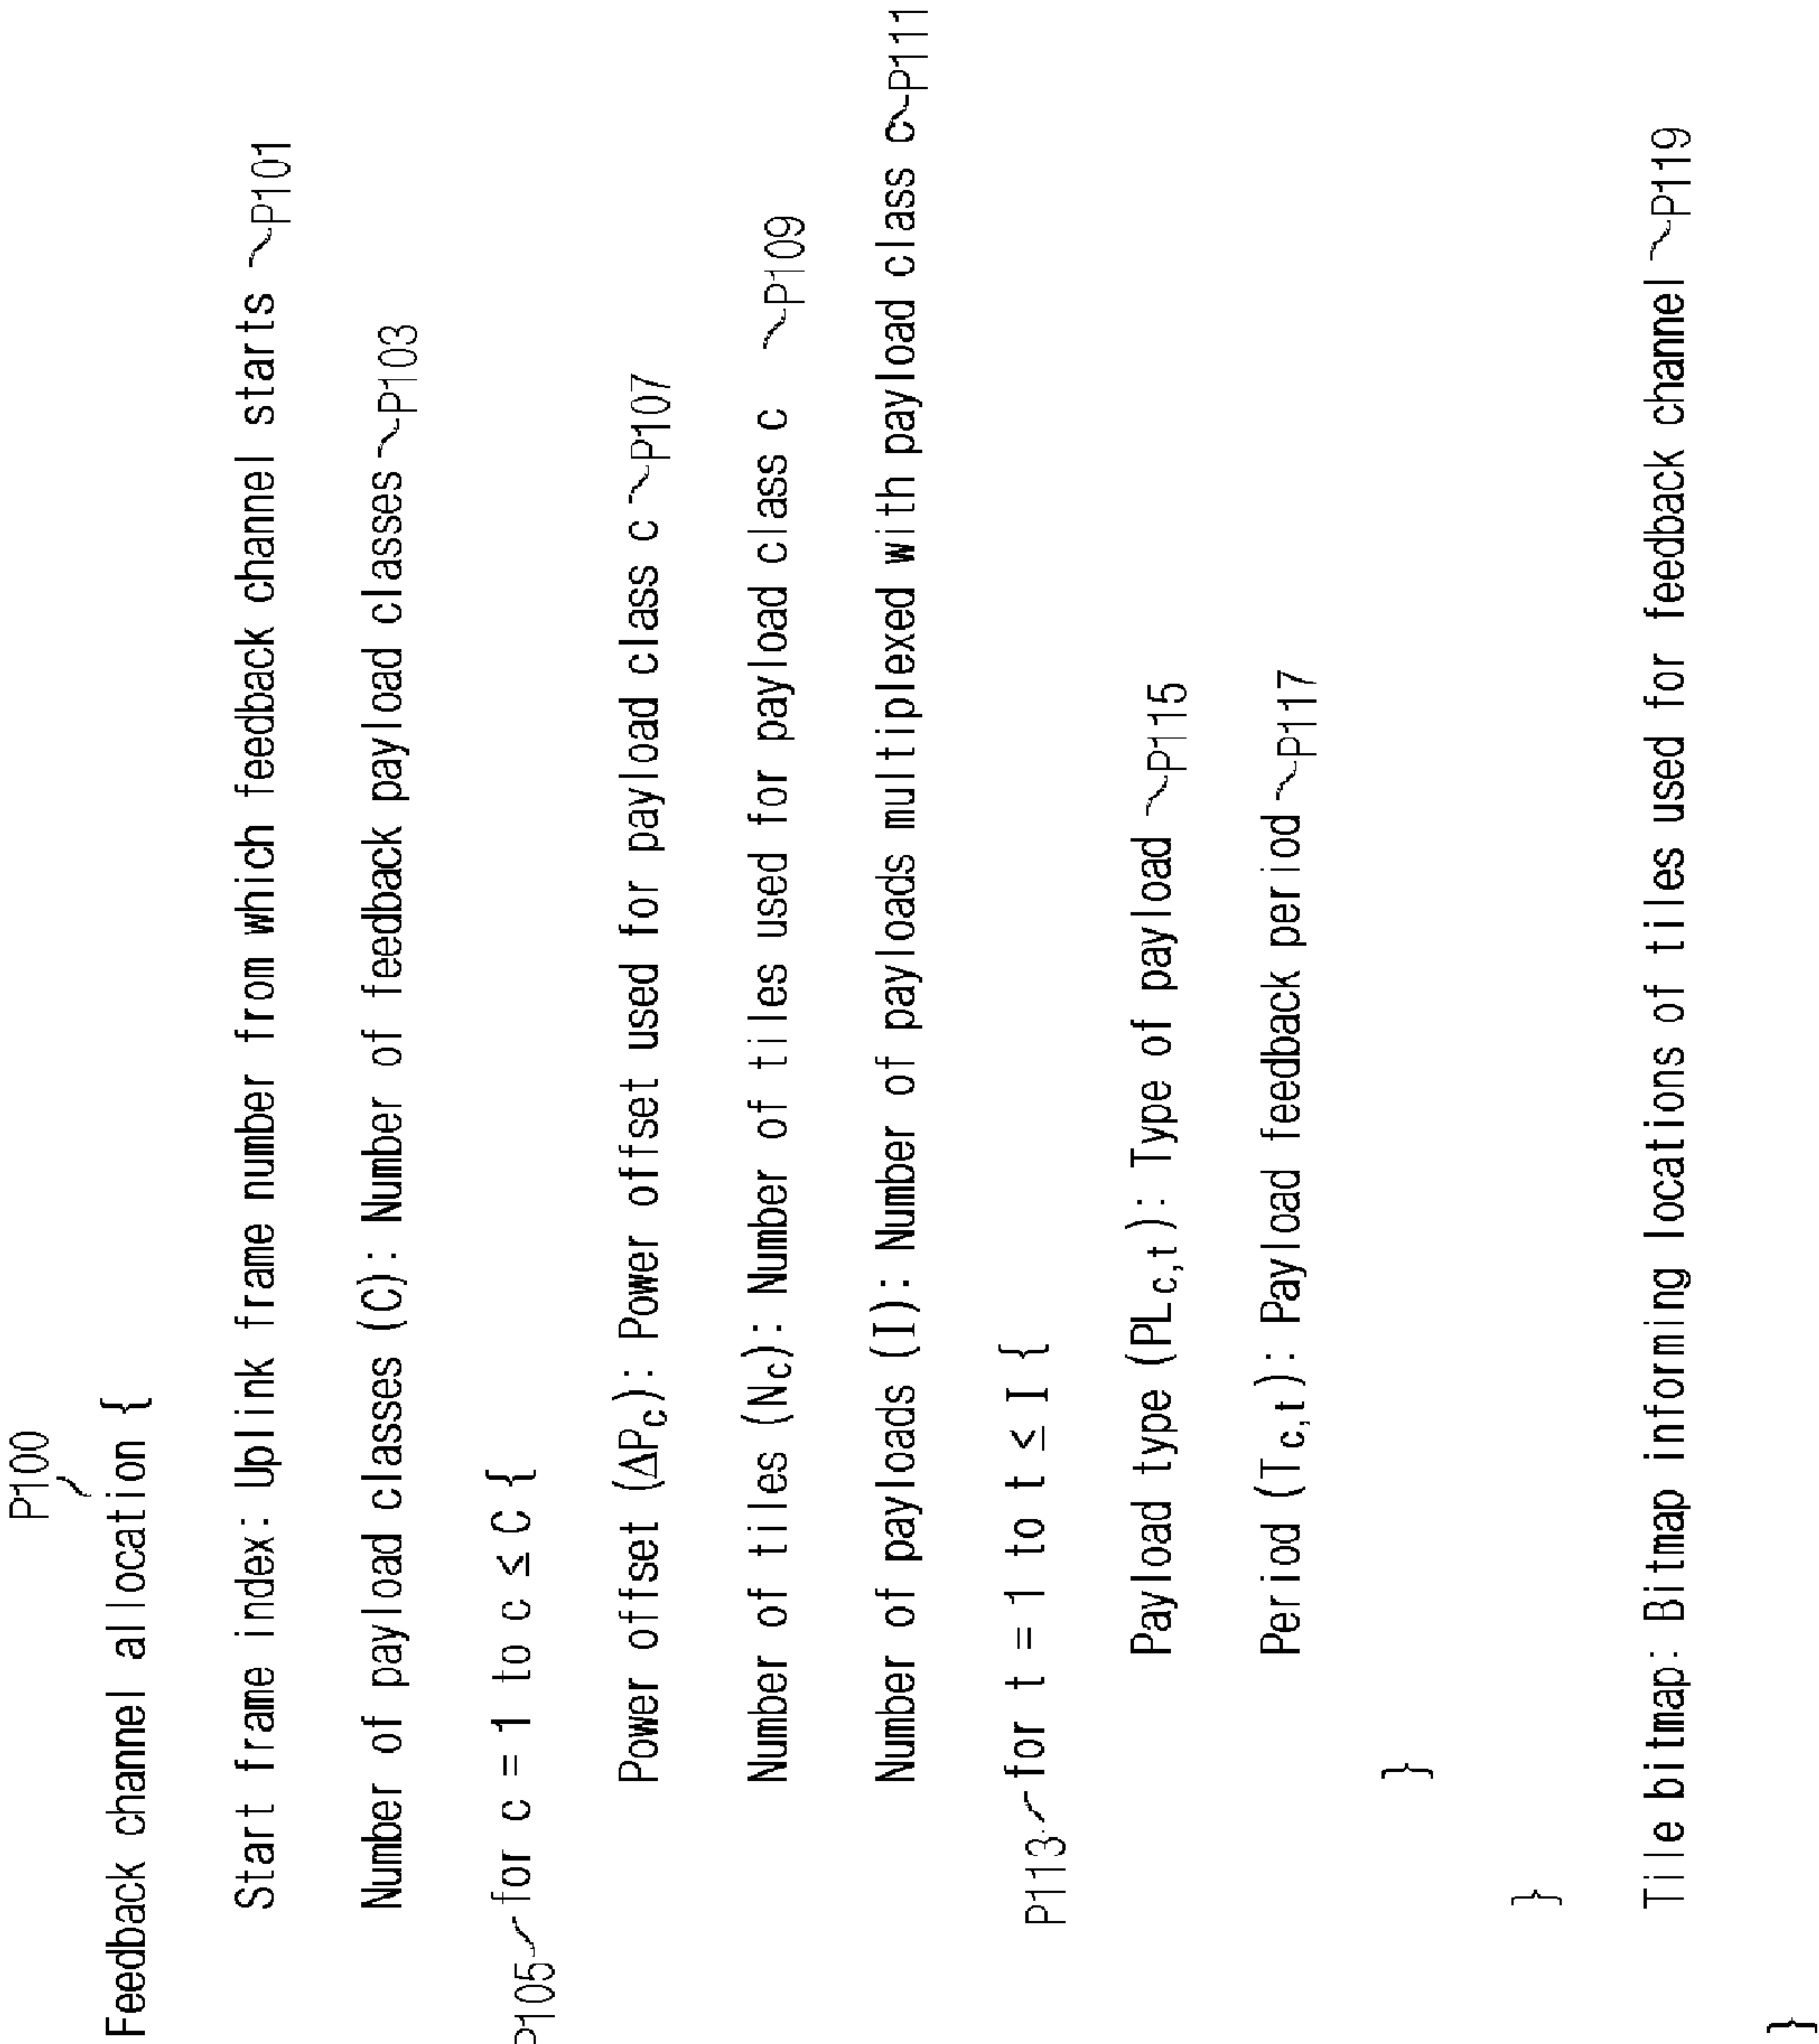 P100
Feedback channel allocation {
Start frame index: Uplink frame number from which feedback channel starts ~P101
Number of payload classes (C): Number of feedback payload classes ~P103
P105 ~ for c = 1 to c ≤ C {
Power offset (ΔP_c): Power offset used for payload class c ~P107
Number of tiles (N_c): Number of tiles used for payload class c ~P109
Number of payloads (I): Number of payloads multiplexed with payload class c ~P111
P113 ~ for t = 1 to t ≤ I {
Payload type (PL_c,t): Type of payload ~P115
Period (T_c,t): Payload feedback period ~P117
}
}
Tile bitmap: Bitmap informing locations of tiles used for feedback channel ~P119
}